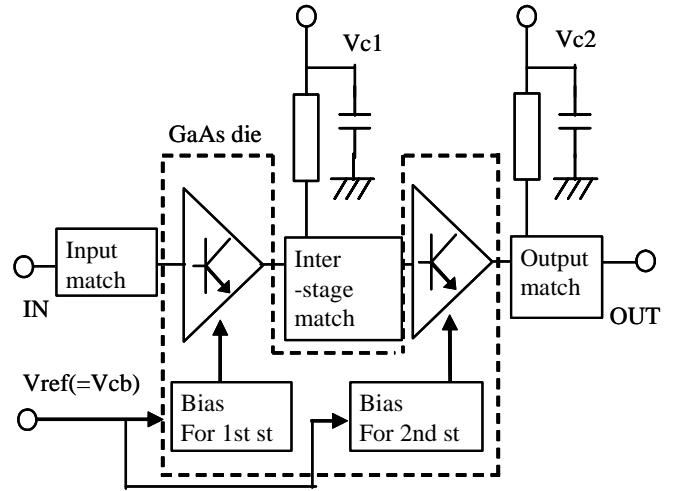 Vc1
Vc2
GaAs die
Input
match
Inter
-stage
match
Output
match
IN
OUT
Vref(=Vcb)
Bias
For 1st st
Bias
For 2nd st